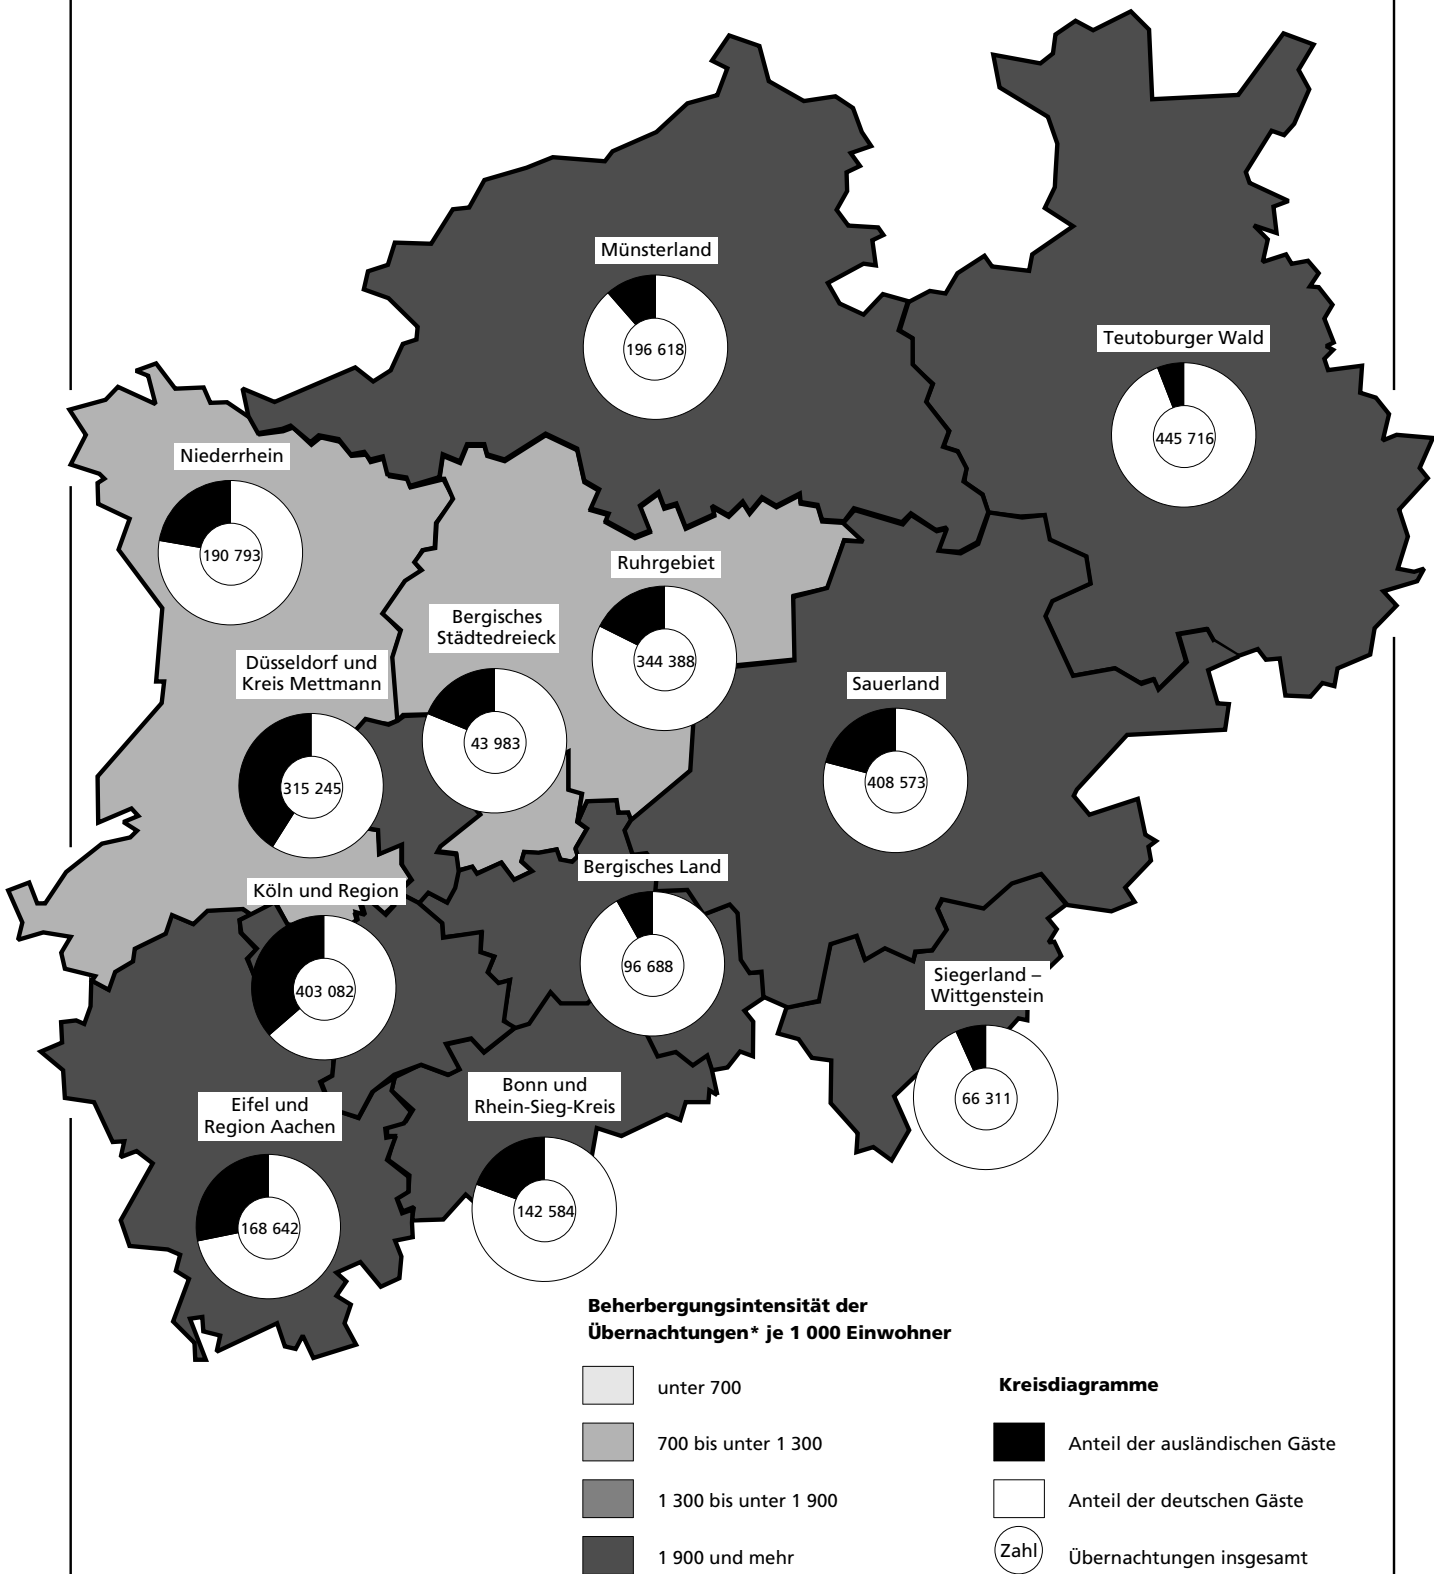 Münsterland
196 618
Teutoburger Wald
445 716
Niederrhein
190 793
Ruhrgebiet
344 388
Bergisches
Städtedreieck
43 983
Düsseldorf und
Kreis Mettmann
315 245
Sauerland
408 573
Bergisches Land
96 688
Köln und Region
403 082
Siegerland –
Wittgenstein
66 311
Bonn und
Rhein-Sieg-Kreis
142 584
Eifel und
Region Aachen
168 642
Beherbergungsintensität der
Übernachtungen* je 1 000 Einwohner
unter 700
700 bis unter 1 300
1 300 bis unter 1 900
1 900 und mehr
Kreisdiagramme
Anteil der ausländischen Gäste
Anteil der deutschen Gäste
Zahl Übernachtungen insgesamt